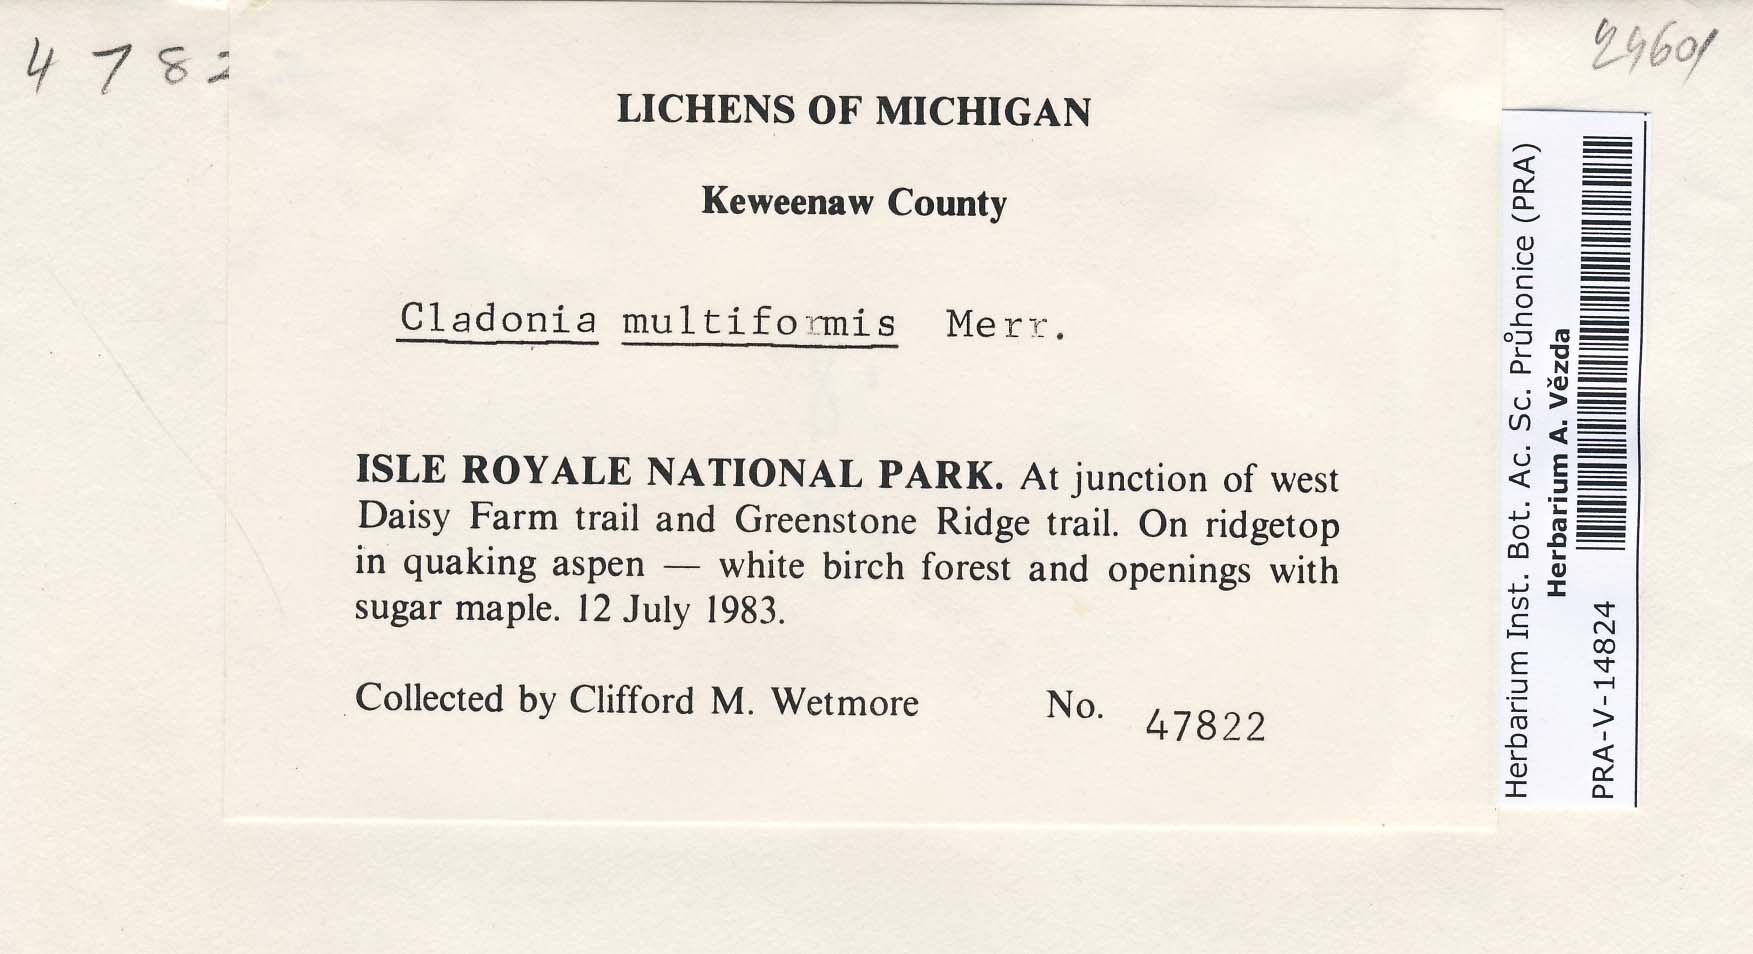 4782
29601
LICHENS OF MICHIGAN
Keweenaw County
Cladonia multiformis Merr.
ISLE ROYALE NATIONAL PARK. At junction of west
Daisy Farm trail and Greenstone Ridge trail. On ridgetop
in quaking aspen — white birch forest and openings with
sugar maple. 12 July 1983.
Collected by Clifford M. Wetmore No. 47822
Herbarium Inst. Bot. Ac. Sc. Průhonice (PRA)
Herbarium A. Vězda
PRA-V-14824